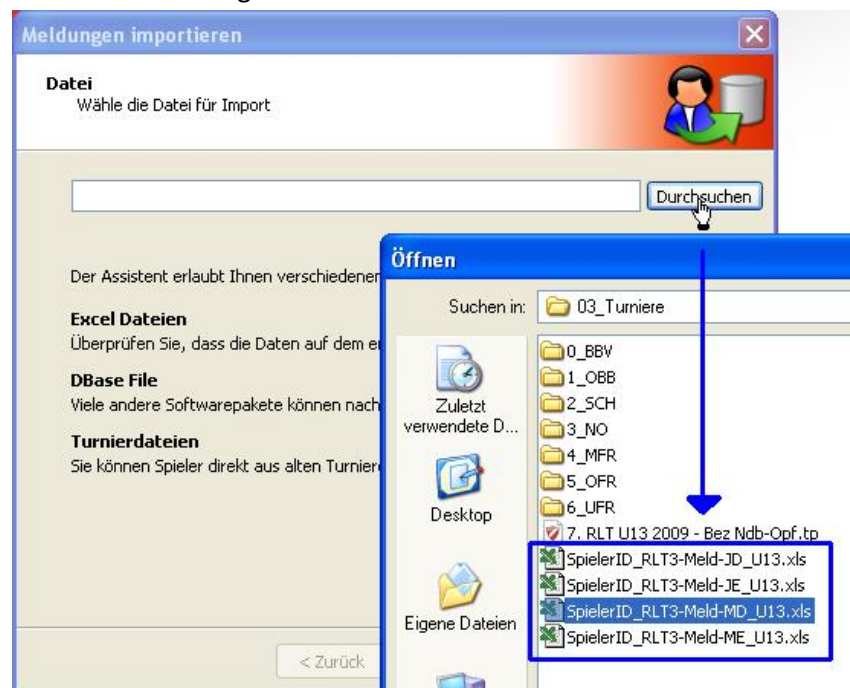 Meldungen importieren
Datei
Wähle die Datei für Import
Durchsuchen
Der Assistent erlaubt Ihnen verschiedener
Excel Dateien
Überprüfen Sie, dass die Daten auf dem
DBase File
Viele andere Softwarepakete können nach
Turnierdateien
Sie können Spieler direkt aus alten
< Zurück
Öffnen
Suchen in:
03_Turniere
Zuletzt
verwendete D...
Desktop
Eigene Dateien
0_BBV
1_OBB
2_SCH
3_NO
4_MFR
5_OFR
6_UFR
7. RLT U13 2009 - Bez Ndb-Opf.tp
SpielerID_RLT3-Meld-JD_U13.xls
SpielerID_RLT3-Meld-JE_U13.xls
SpielerID_RLT3-Meld-MD_U13.xls
SpielerID_RLT3-Meld-ME_U13.xls